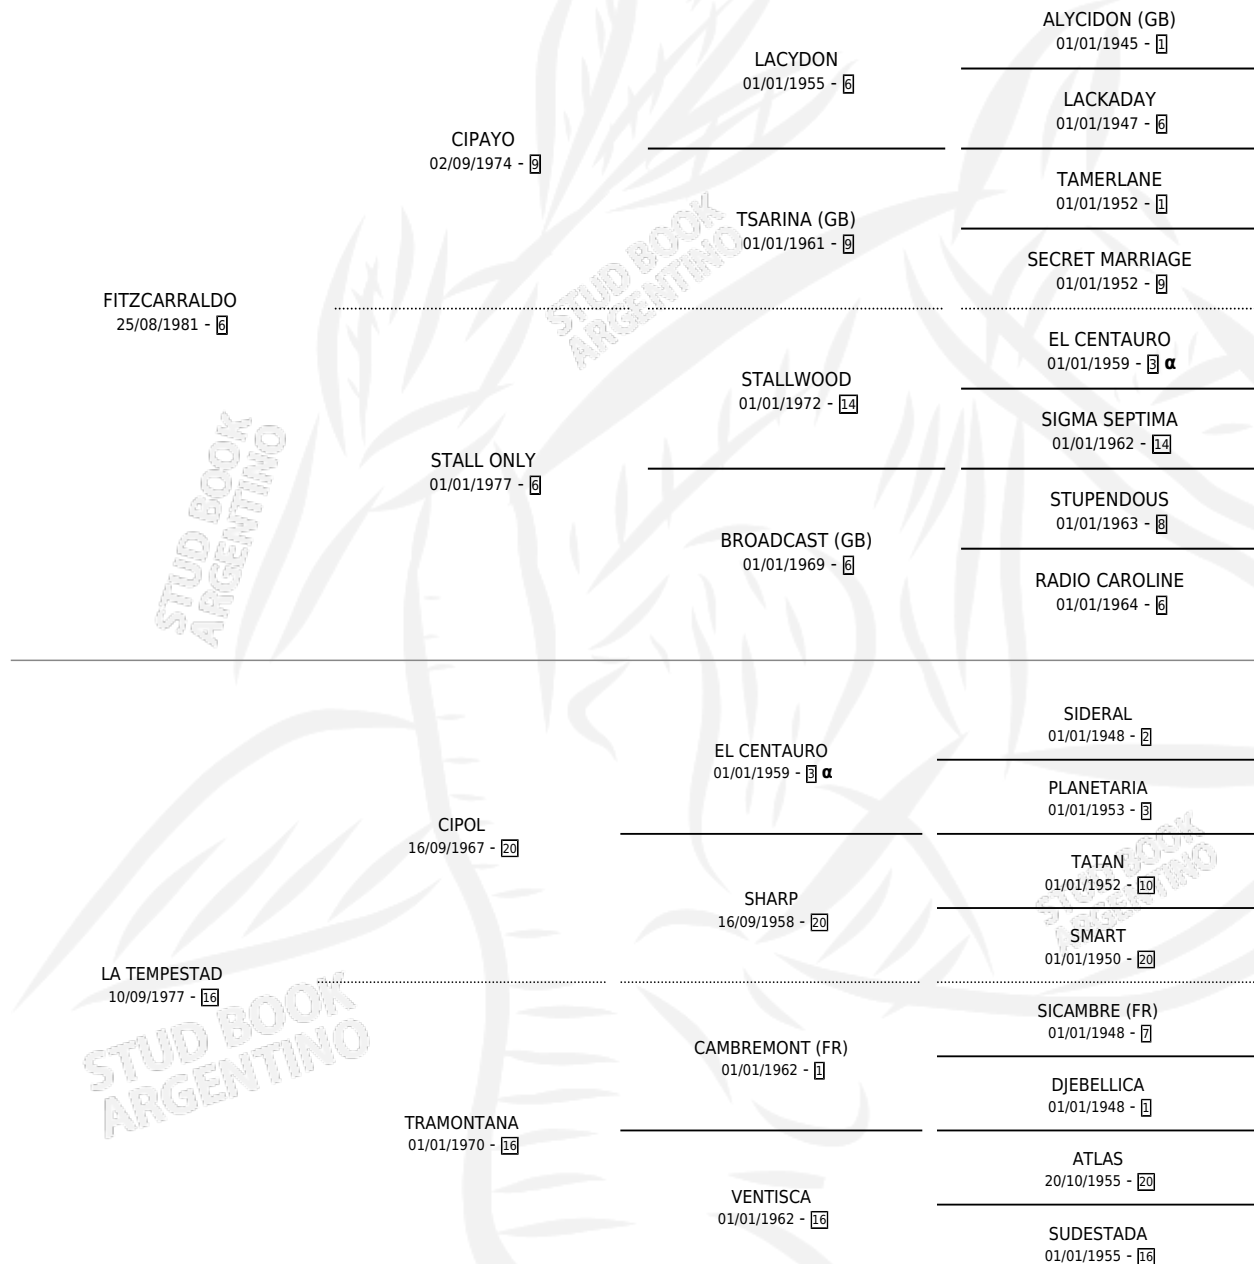 ALYCIDON (GB)
01/01/1945 - 1
LACYDON
01/01/1955 - 6
LACKADAY
01/01/1947 - 6
CIPAYO
02/09/1974 - 9
TAMERLANE
01/01/1952 - 1
TSARINA (GB)
01/01/1961 - 9
SECRET MARRIAGE
01/01/1952 - 9
FITZCARRALDO
25/08/1981 - 6
EL CENTAURO
01/01/1959 - 3 α
STALLWOOD
01/01/1972 - 14
SIGMA SEPTIMA
01/01/1962 - 14
STALL ONLY
01/01/1977 - 6
STUPENDOUS
01/01/1963 - 8
BROADCAST (GB)
01/01/1969 - 6
RADIO CAROLINE
01/01/1964 - 6
SIDERAL
01/01/1948 - 2
EL CENTAURO
01/01/1959 - 3 α
PLANETARIA
01/01/1953 - 3
CIPOL
16/09/1967 - 20
TATAN
01/01/1952 - 10
SHARP
16/09/1958 - 20
SMART
01/01/1950 - 20
LA TEMPESTAD
10/09/1977 - 16
SICAMBRE (FR)
01/01/1948 - 7
CAMBREMONT (FR)
01/01/1962 - 1
DJEBELLICA
01/01/1948 - 1
TRAMONTANA
01/01/1970 - 16
ATLAS
20/10/1955 - 20
VENTISCA
01/01/1962 - 16
SUDESTADA
01/01/1955 - 16
STUD BOOK
ARGENTINO
STUD BOOK
ARGENTINO
STUD BOOK
ARGENTINO
STUD BOOK
ARGENTINO